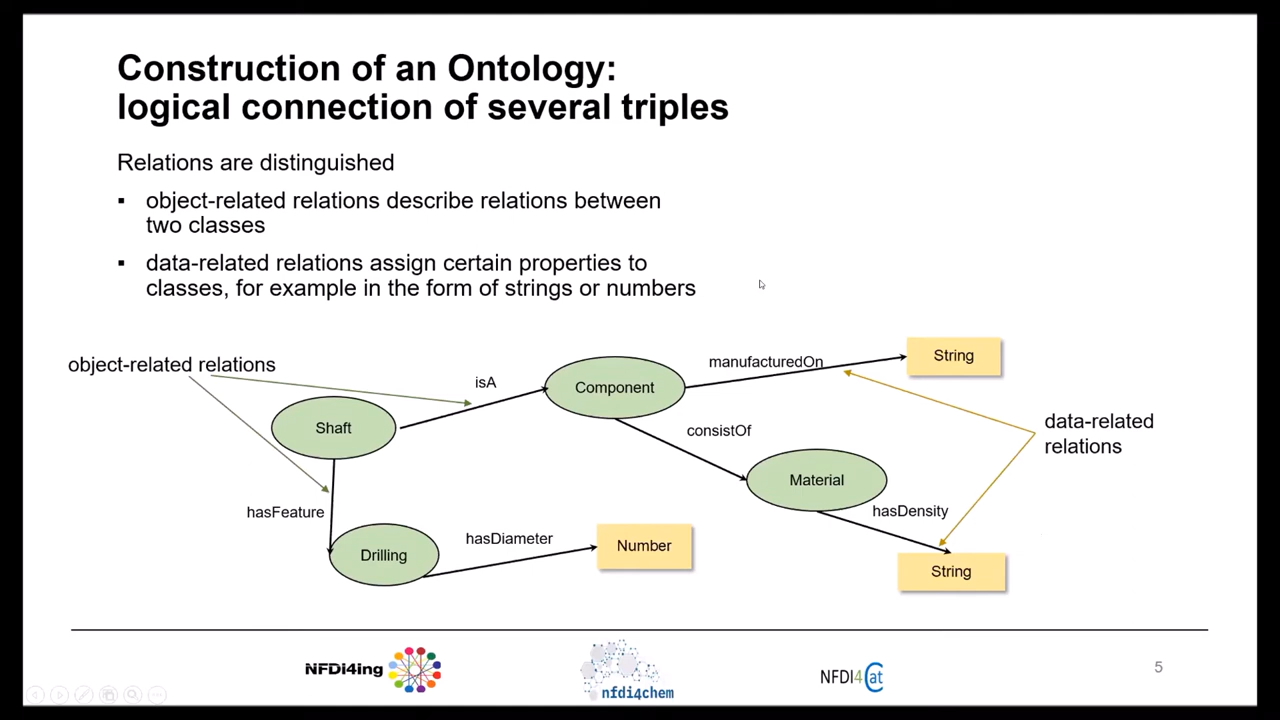 Construction of an Ontology:
logical connection of several triples
Relations are distinguished
▪ object-related relations describe relations between
two classes
▪ data-related relations assign certain properties to
classes, for example in the form of strings or numbers
object-related relations
isA
Component
manufacturedOn
String
Shaft
consistOf
data-related
relations
Material
hasFeature
hasDensity
Drilling
hasDiameter
Number
String
NFDI4ing
nfdi4chem
NFDI4Cat
5